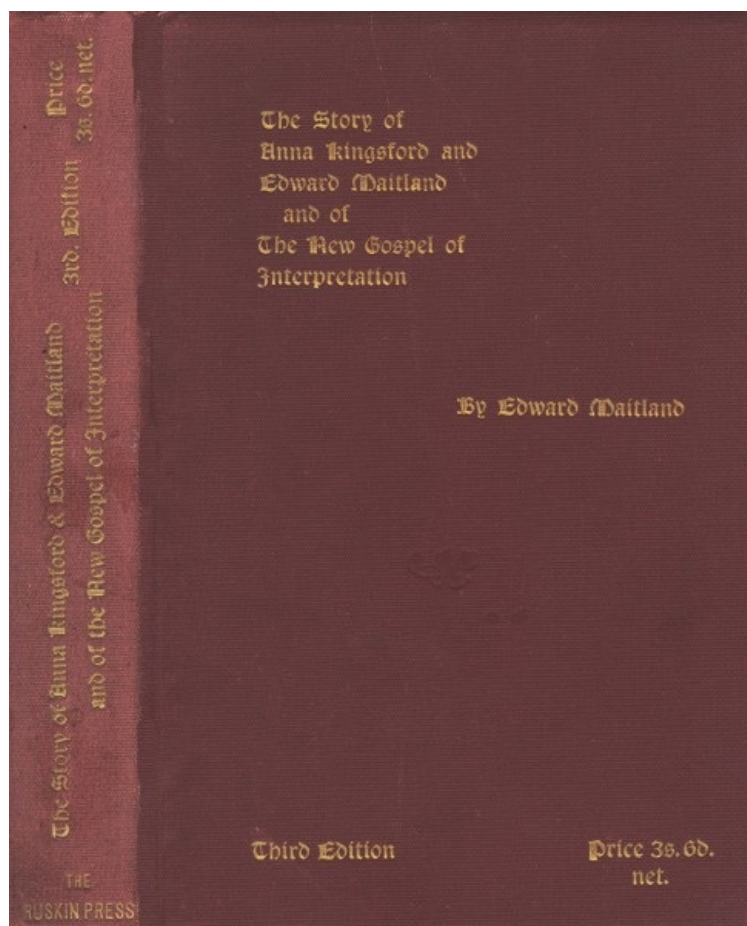 The Story of Anna Kingsford & Edward Maitland
and of the New Gospel of Interpretation
3rd. Edition
Price
3s. 6d. net.
THE
RUSKIN PRESS
The Story of
Anna Kingsford and
Edward Maitland
and of
The New Gospel of
Interpretation
By Edward Maitland
Third Edition
Price 3s. 6d.
net.